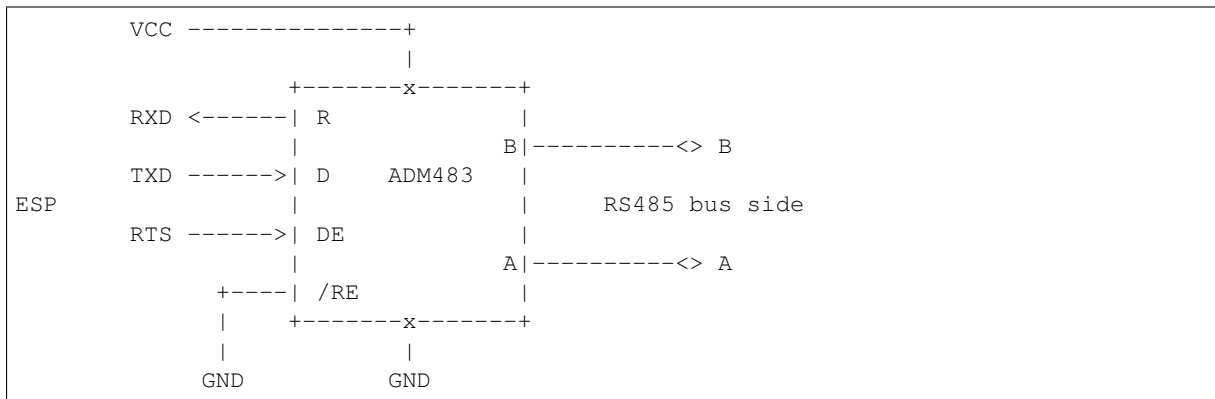 VCC ---------------+
|
+-------x-------+
RXD <------| R |
| B|----------<> B
TXD ------>| D ADM483 |
ESP | | RS485 bus side
RTS ------>| DE |
| A|----------<> A
+----| /RE |
| +-------x-------+
| |
GND GND